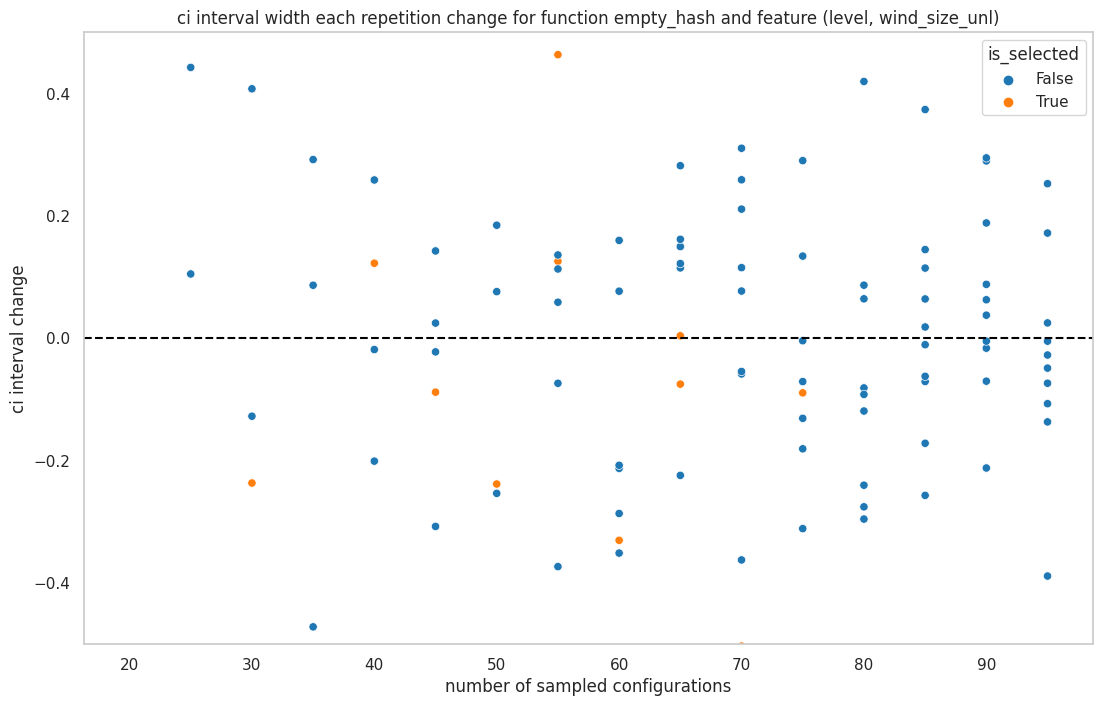 ci interval width each repetition change for function empty_hash and feature (level, wind_size_unl)
is_selected
False
True
0.4
0.2
0.0
−0.2
−0.4
ci interval change
20 30 40 50 60 70 80 90
number of sampled configurations